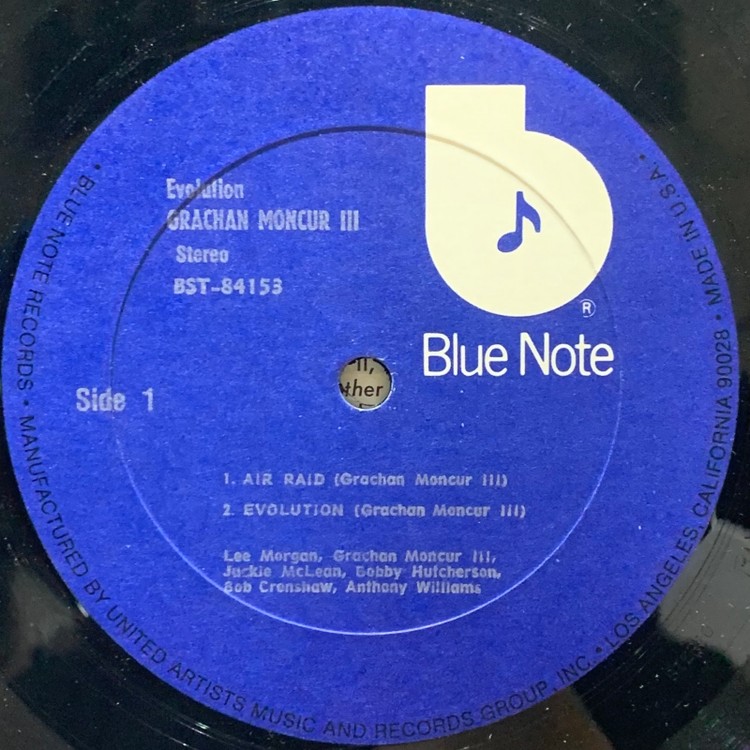 Evolution
GRACHAN MONCUR III
Stereo
BST-84153
®
Blue Note
Side 1
ther
1. AIR RAID (Grachan Moncur III)
2. EVOLUTION (Grachan Moncur III)
Lee Morgan, Grachan Moncur III,
Jackie McLean, Bobby Hutcherson,
Bob Crenshaw, Anthony Williams
• BLUE NOTE RECORDS • MANUFACTURED BY UNITED ARTISTS MUSIC AND RECORDS GROUP, INC. • LOS ANGELES, CALIFORNIA 90028 • MADE IN U.S.A. •